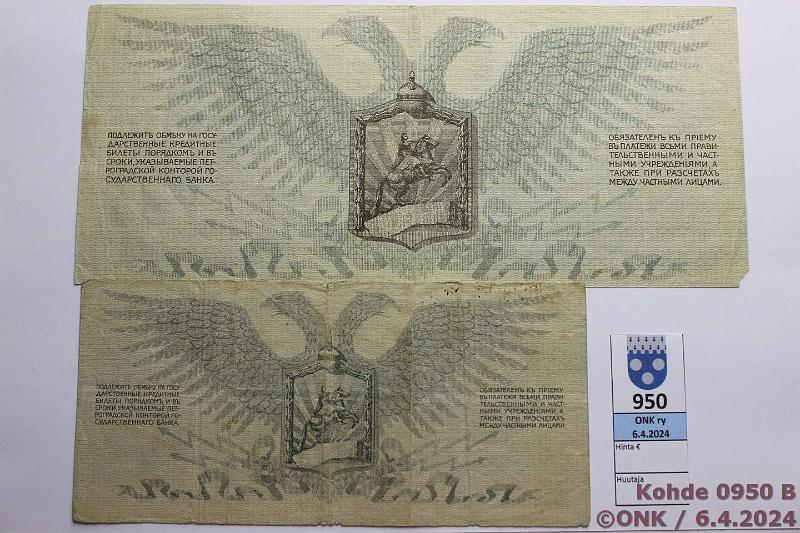 ПОДЛЕЖИТЪ ОБМѢНУ НА ГОСУ-
ДАРСТВЕННЫЕ КРЕДИТНЫЕ
БИЛЕТЫ ПОРЯДКОМЪ И ВЪ
СРОКИ, УКАЗЫВАЕМЫЕ ПЕТ-
РОГРАДСКОЙ КОНТОРОЙ ГО-
СУДАРСТВЕННАГО БАНКА.
ОБЯЗАТЕЛЕНЪ КЪ ПРІЕМУ
ВЪ ПЛАТЕЖИ ВСѢМИ ПРАВИ-
ТЕЛЬСТВЕННЫМИ И ЧАСТ-
НЫМИ УЧРЕЖДЕНІЯМИ, А
ТАКЖЕ ПРИ РАЗСЧЕТАХЪ
МЕЖДУ ЧАСТНЫМИ ЛИЦАМИ.
ПОДЛЕЖИТЪ ОБМѢНУ НА ГОСУ-
ДАРСТВЕННЫЕ КРЕДИТНЫЕ
БИЛЕТЫ ПОРЯДКОМЪ И ВЪ
СРОКИ УКАЗЫВАЕМЫЕ ПЕТ-
РОГРАДСКОЙ КОНТОРОЙ ГО-
СУДАРСТВЕННАГО БАНКА.
ОБЯЗАТЕЛЕНЪ КЪ ПРІЕМУ
ВЪ ПЛАТЕЖИ ВСѢМИ ПРАВИ-
ТЕЛЬСТВЕННЫМИ И ЧАСТ-
НЫМИ УЧРЕЖДЕНІЯМИ, А
ТАКЖЕ ПРИ РАЗСЧЕТАХЪ
МЕЖДУ ЧАСТНЫМИ ЛИЦАМИ
950
ONK ry
6.4.2024
Hinta €
Huutaja
Kohde 0950 B
©ONK / 6.4.2024